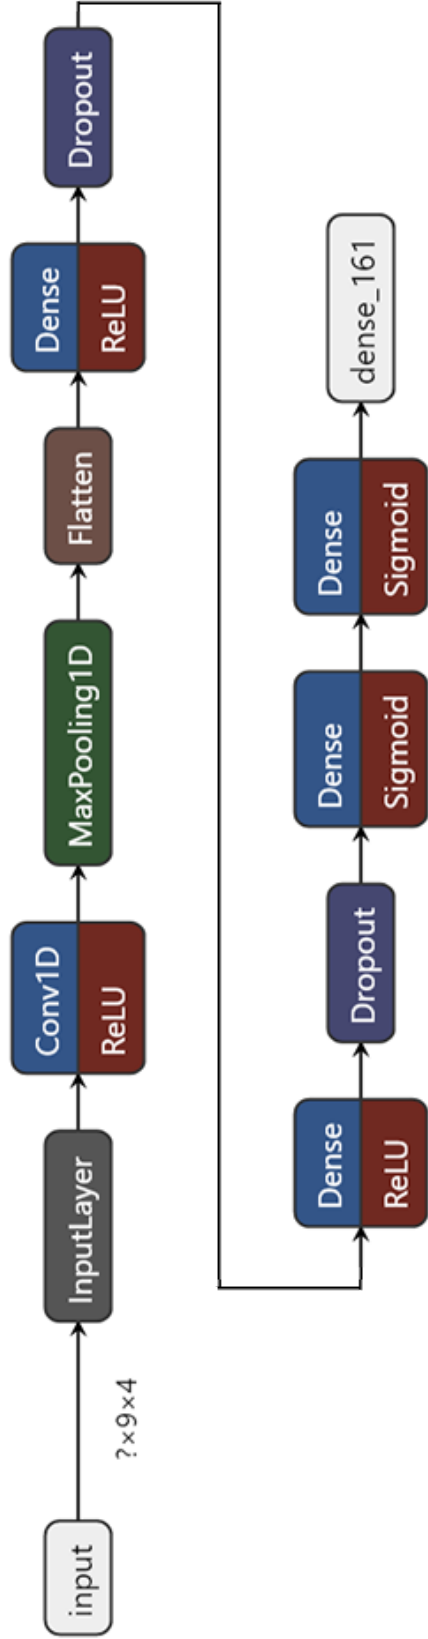 input
?×9×4
InputLayer
Conv1D
ReLU
MaxPooling1D
Flatten
Dense
ReLU
Dropout
Dense
ReLU
Dropout
Dense
Sigmoid
Dense
Sigmoid
dense_161